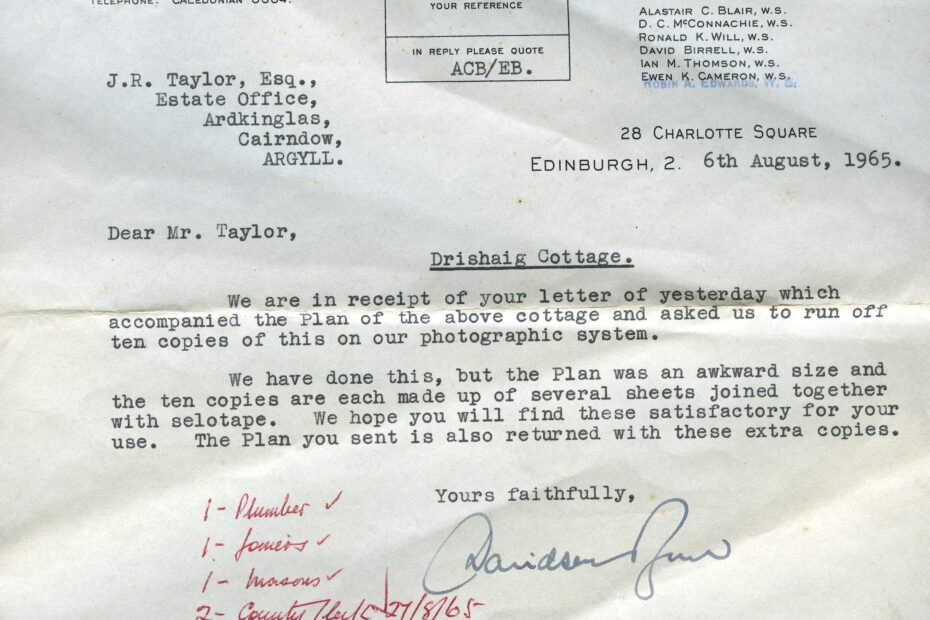 TELEPHONE: CALEDONIAN
YOUR REFERENCE
IN REPLY PLEASE QUOTE
ACB/EB.
ALASTAIR C. BLAIR, W.S.
D. C. McCONNACHIE, W.S.
RONALD K. WILL, W.S.
DAVID BIRRELL, W.S.
IAN M. THOMSON, W.S.
EWEN K. CAMERON, W.S.
ROBIN A. EDWARDS, W. S.
J.R. Taylor, Esq.,
Estate Office,
Ardkinglas,
Cairndow,
ARGYLL.
28 CHARLOTTE SQUARE
EDINBURGH, 2. 6th August, 1965.
Dear Mr. Taylor,
Drishaig Cottage.
We are in receipt of your letter of yesterday which
accompanied the Plan of the above cottage and asked us to run off
ten copies of this on our photographic system.
We have done this, but the Plan was an awkward size and
the ten copies are each made up of several sheets joined together
with selotape. We hope you will find these satisfactory for your
use. The Plan you sent is also returned with these extra copies.
Yours faithfully,
1- Plumber ✓
1- Joiners ✓
1- Masons ✓
2- County Clerk 27/8/65